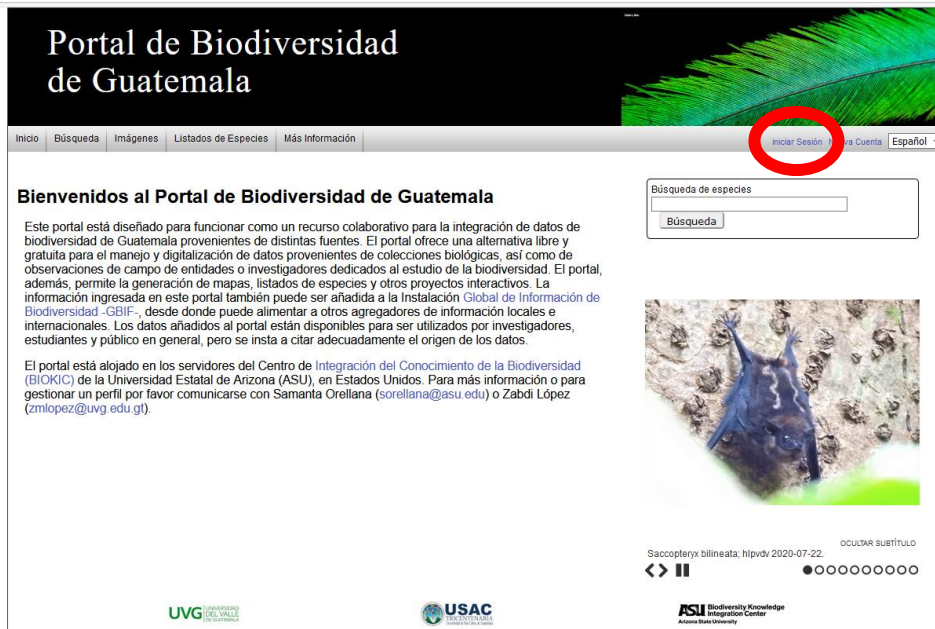 Portal de Biodiversidad
de Guatemala
Inicio Búsqueda Imágenes Listados de Especies Más Información
Iniciar Sesión Cuenta Español
Bienvenidos al Portal de Biodiversidad de Guatemala
Este portal está diseñado para funcionar como un recurso colaborativo para la integración de datos de
biodiversidad de Guatemala provenientes de distintas fuentes. El portal ofrece una alternativa libre y
gratuita para el manejo y digitalización de datos provenientes de colecciones biológicas, así como de
observaciones de campo de entidades o investigadores dedicados al estudio de la biodiversidad. El portal,
además, permite la generación de mapas, listados de especies y otros proyectos interactivos. La
información ingresada en este portal también puede ser añadida a la Instalación Global de Información de
Biodiversidad -GBIF-, desde donde puede alimentar a otros agregadores de información locales e
internacionales. Los datos añadidos al portal están disponibles para ser utilizados por investigadores,
estudiantes y público en general, pero se insta a citar adecuadamente el origen de los datos.
El portal está alojado en los servidores del Centro de Integración del Conocimiento de la Biodiversidad
(BIOKIC) de la Universidad Estatal de Arizona (ASU), en Estados Unidos. Para más información o para
gestionar un perfil por favor comunicarse con Samanta Orellana (sorellana@asu.edu) o Zabdi López
(zmlopez@uvg.edu.gt).
Búsqueda de especies
Búsqueda
OCULTAR SUBTÍTULO
Saccopteryx bilineata; hlpvdv 2020-07-22.
UVG UNIVERSIDAD
DEL VALLE
DE GUATEMALA
USAC
TRICENTENARIA
ASU Biodiversity Knowledge
Integration Center
Arizona State University